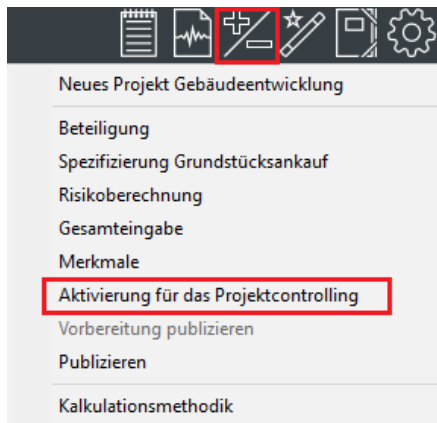 Neues Projekt Gebäudeentwicklung
Beteiligung
Spezifizierung Grundstücksankauf
Risikoberechnung
Gesamteingabe
Merkmale
Aktivierung für das Projektcontrolling
Vorbereitung publizieren
Publizieren
Kalkulationsmethodik